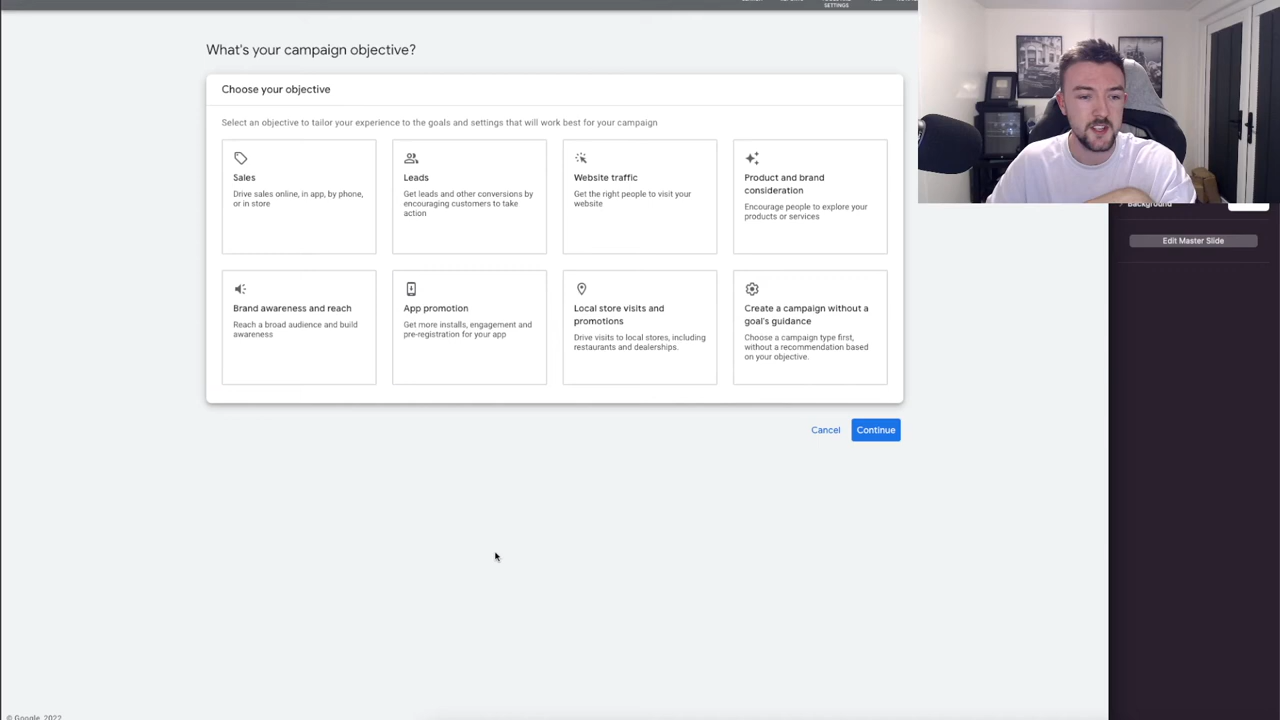 SETTINGS
What's your campaign objective?
Choose your objective
Select an objective to tailor your experience to the goals and settings that will work best for your campaign
Sales
Drive sales online, in app, by phone,
or in store
Leads
Get leads and other conversions by
encouraging customers to take
action
Website traffic
Get the right people to visit your
website
Product and brand
consideration
Encourage people to explore your
products or services
Brand awareness and reach
Reach a broad audience and build
awareness
App promotion
Get more installs, engagement and
pre-registration for your app
Local store visits and
promotions
Drive visits to local stores, including
restaurants and dealerships.
Create a campaign without a
goal's guidance
Choose a campaign type first,
without a recommendation based
on your objective.
Cancel
Continue
Background
Edit Master Slide
© Google, 2022